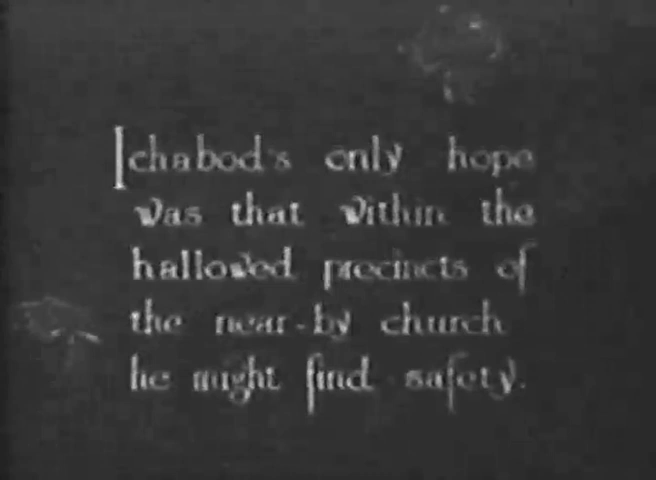 Ichabod's only hope
was that within the
hallowed precincts of
the near-by church
he might find safety.